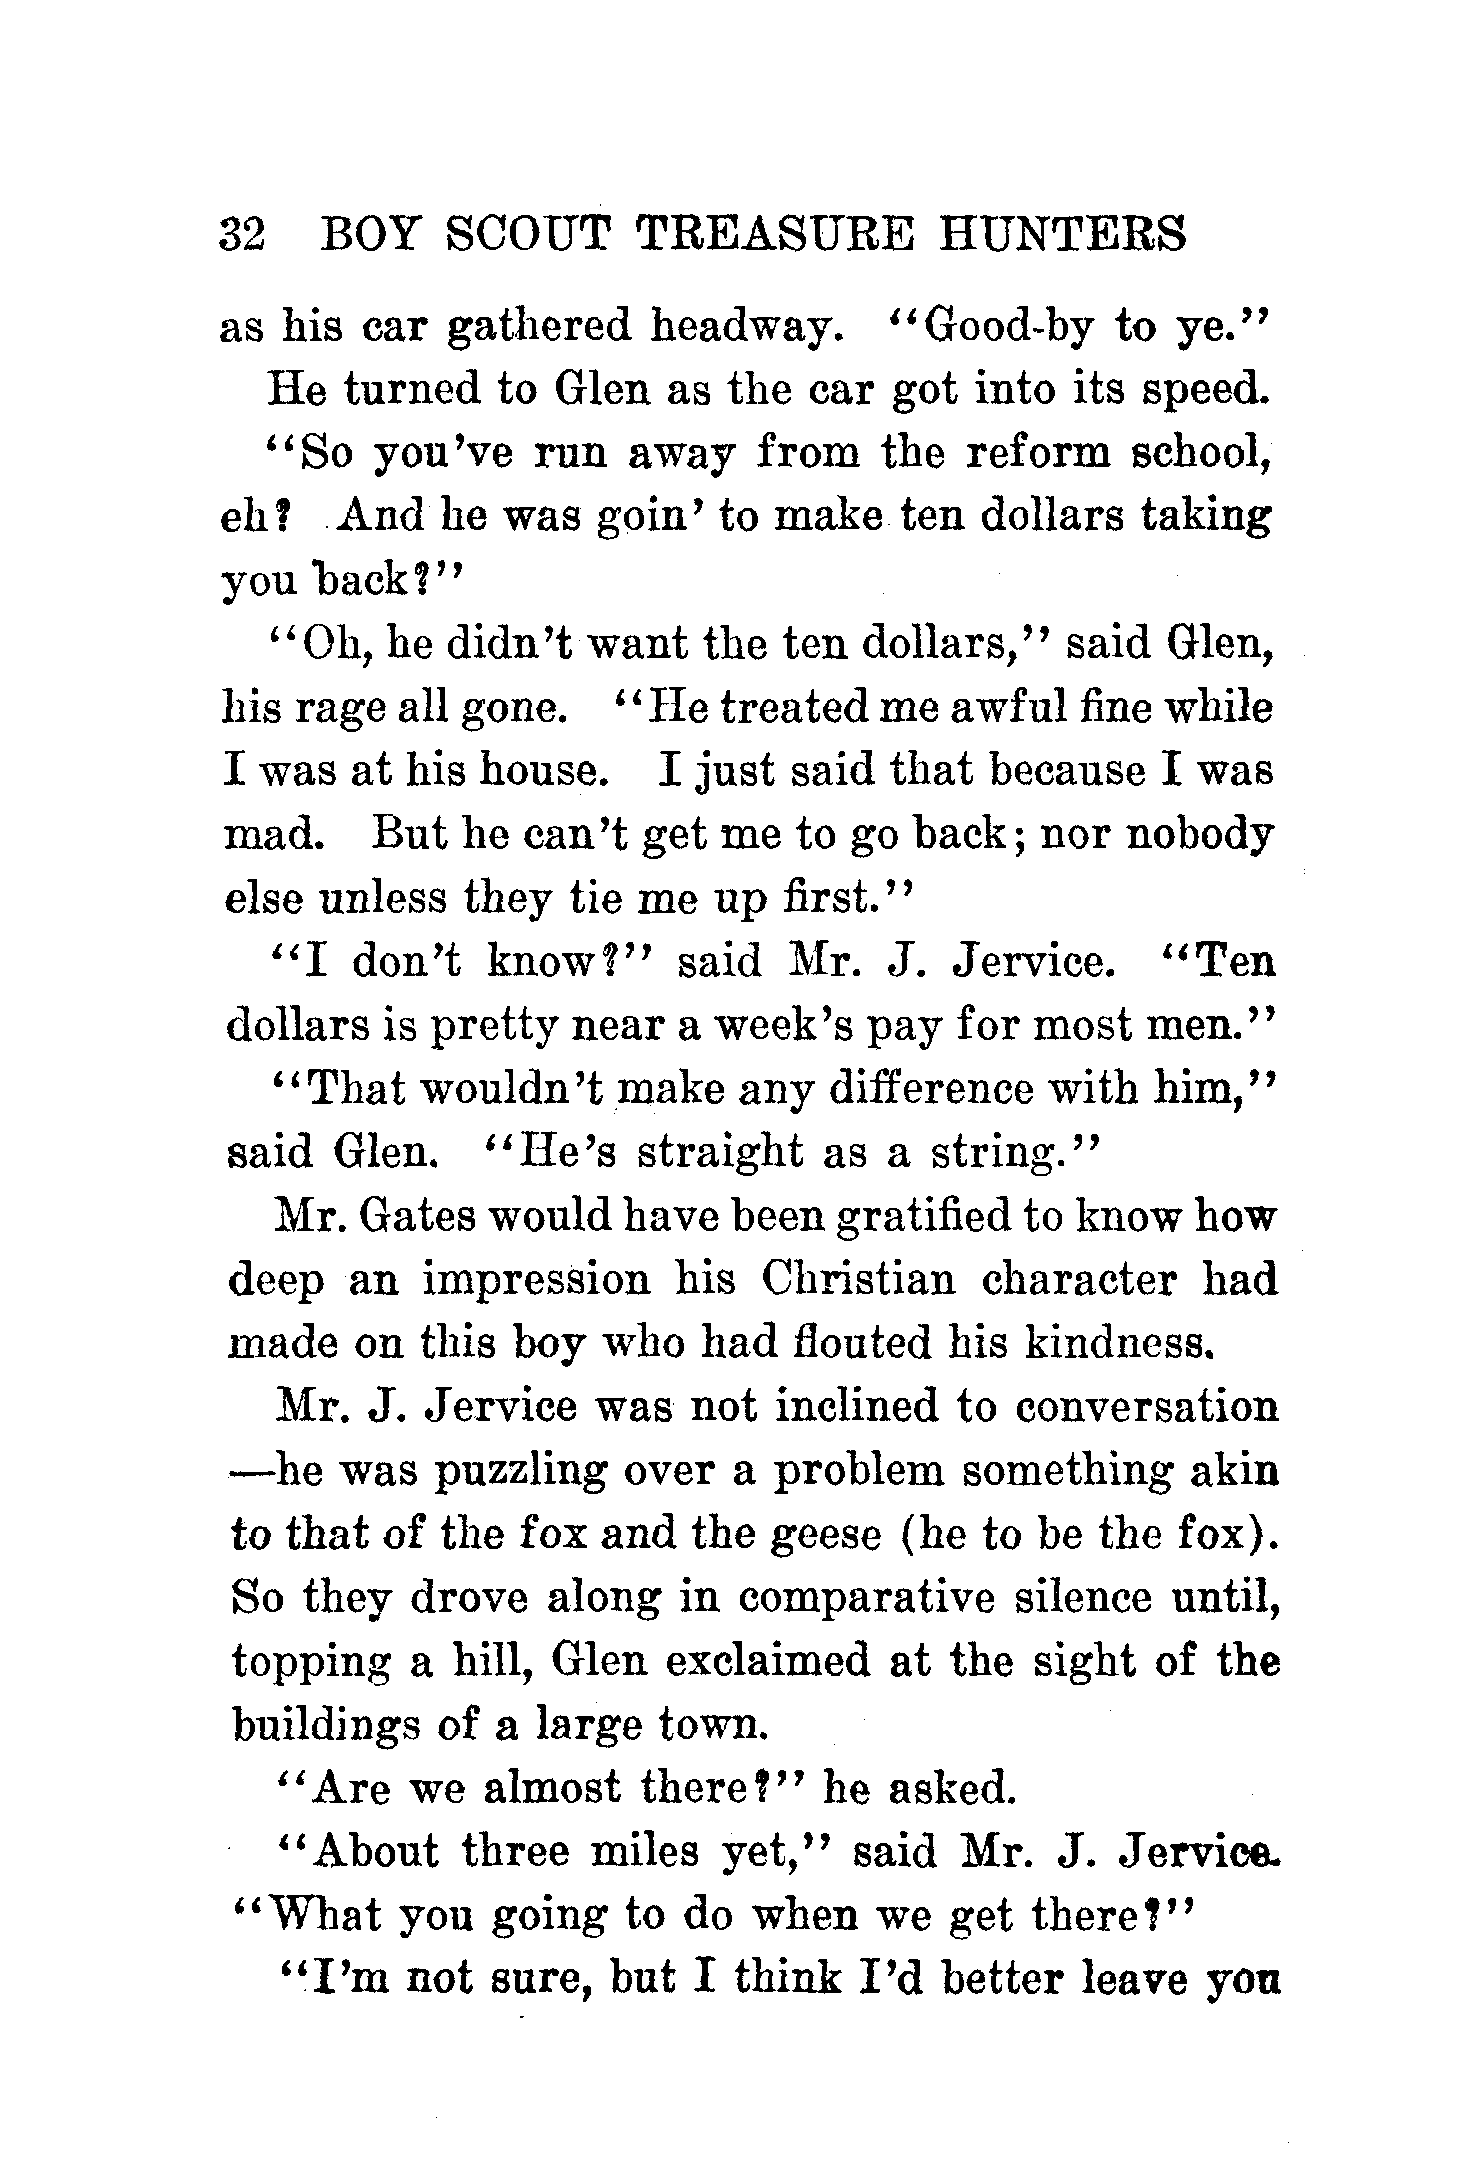 32 BOY SCOUT TREASURE HUNTERS
as his car gathered headway. "Good-by to ye."
He turned to Glen as the car got into its speed.
"So you've run away from the reform school,
eh? And he was goin' to make ten dollars taking
you back?"
"Oh, he didn't want the ten dollars," said Glen,
his rage all gone. "He treated me awful fine while
I was at his house. I just said that because I was
mad. But he can't get me to go back; nor nobody
else unless they tie me up first."
"I don't know?" said Mr. J. Jervice. "Ten
dollars is pretty near a week's pay for most men."
"That wouldn't make any difference with him,"
said Glen. "He's straight as a string."
Mr. Gates would have been gratified to know how
deep an impression his Christian character had
made on this boy who had flouted his kindness.
Mr. J. Jervice was not inclined to conversation
—he was puzzling over a problem something akin
to that of the fox and the geese (he to be the fox).
So they drove along in comparative silence until,
topping a hill, Glen exclaimed at the sight of the
buildings of a large town.
"Are we almost there?" he asked.
"About three miles yet," said Mr. J. Jervice.
"What you going to do when we get there?"
"I'm not sure, but I think I'd better leave you